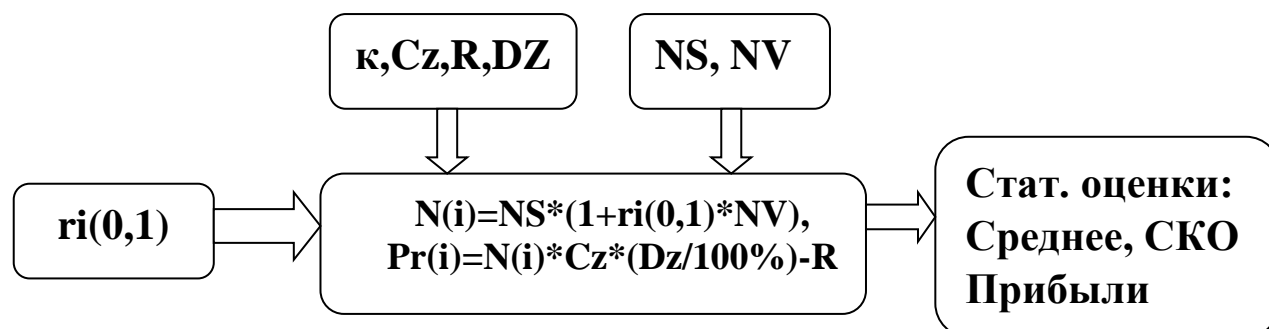 к,Cz,R,DZ
NS, NV
ri(0,1)
N(i)=NS*(1+ri(0,1)*NV),
Pr(i)=N(i)*Cz*(Dz/100%)-R
Стат. оценки:
Среднее, СКО
Прибыли